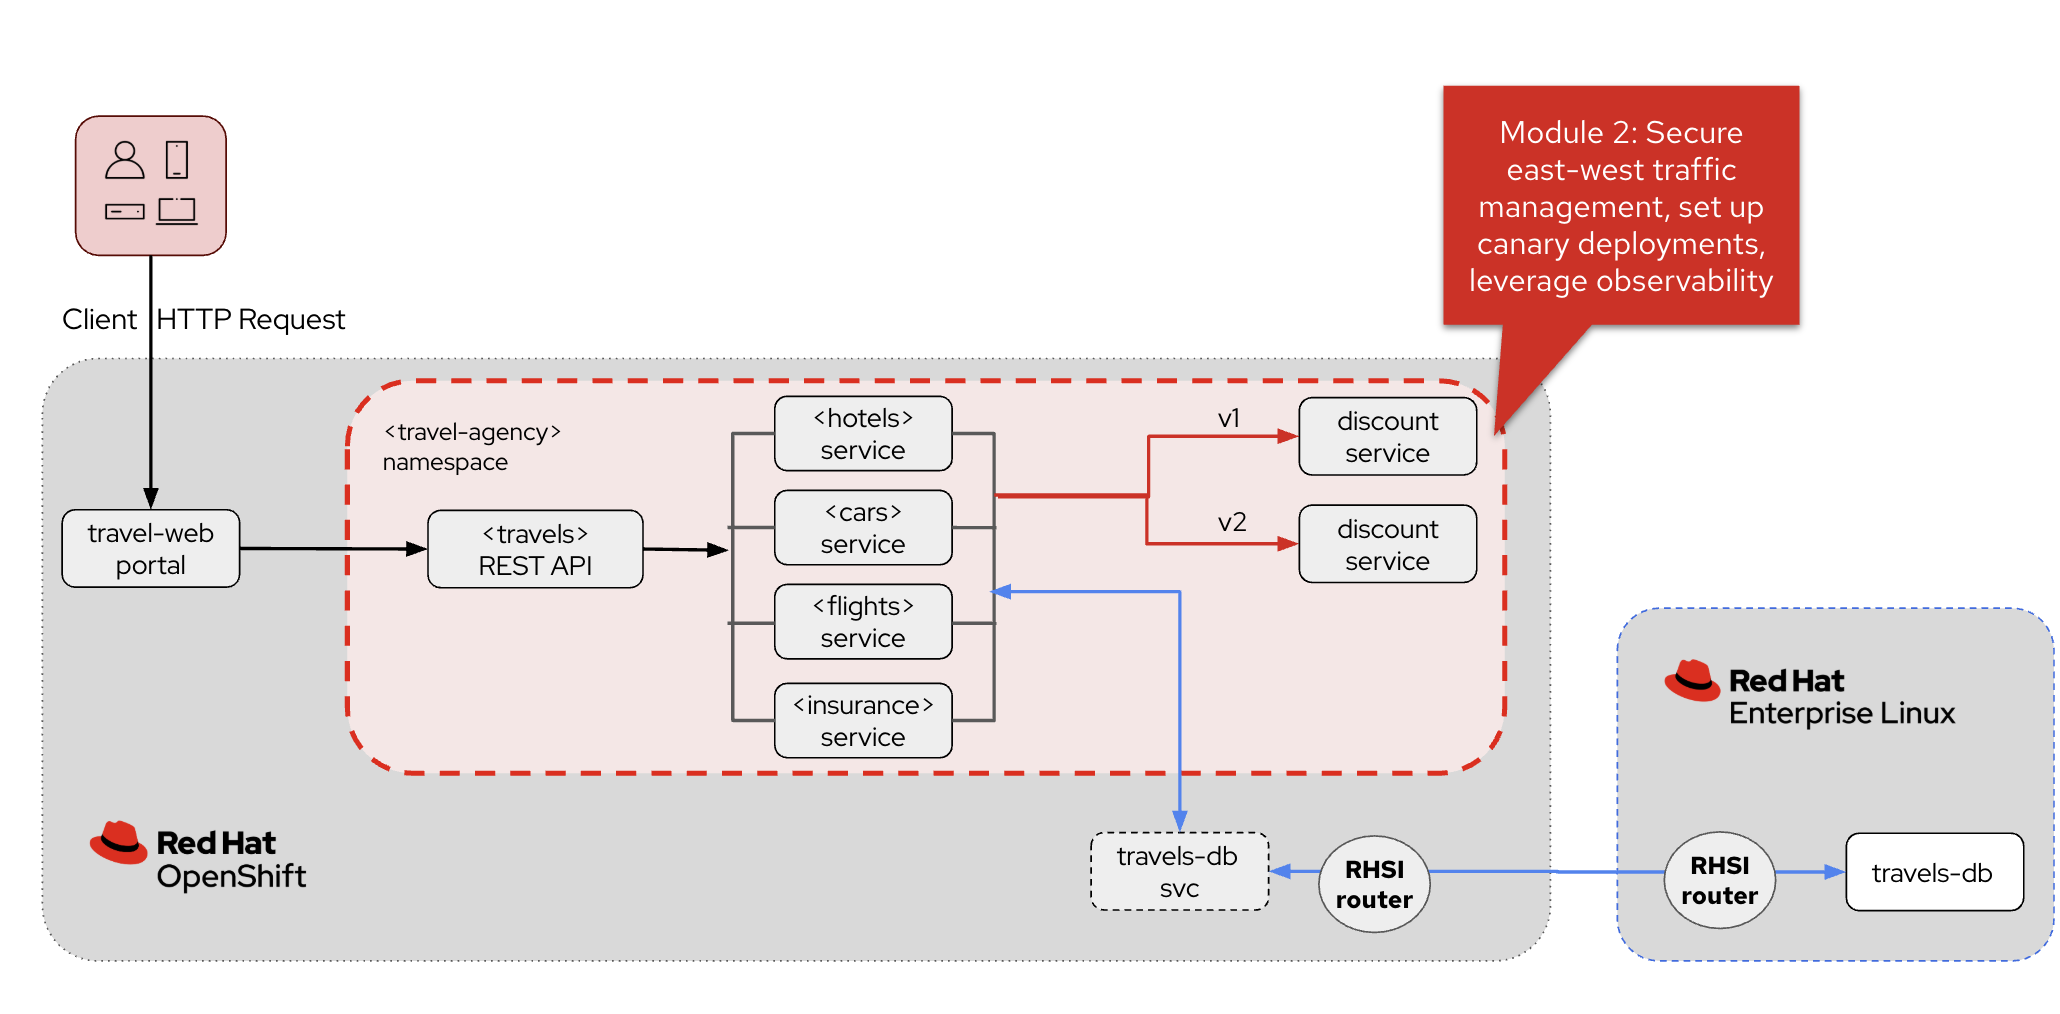 Module 2: Secure
east-west traffic
management, set up
canary deployments,
leverage observability
Client HTTP Request
<travel-agency>
namespace
travel-web
portal
<travels>
REST API
<hotels>
service
<cars>
service
<flights>
service
<insurance>
service
v1
discount
service
v2
discount
service
Red Hat
OpenShift
travels-db
svc
RHSI
router
Red Hat
Enterprise Linux
RHSI
router
travels-db